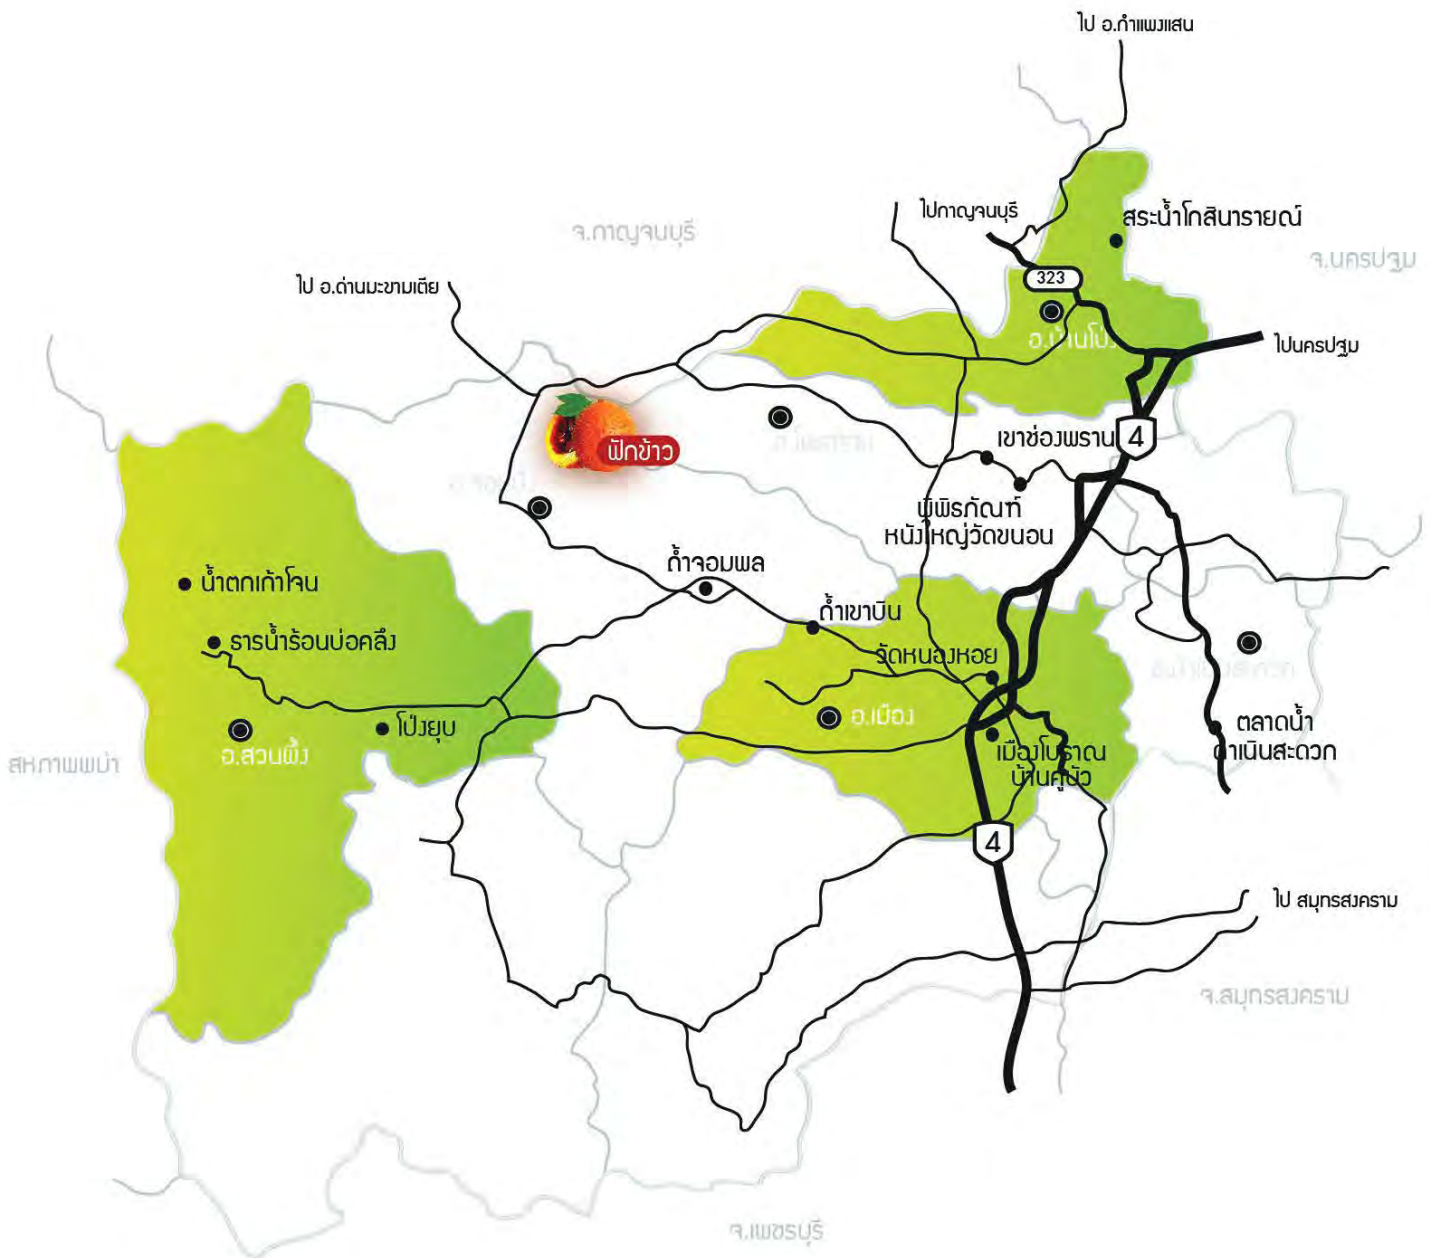 ไป อ.กำแพงแสน
ไปกาญจนบุรี
สระน้ำโกสินารายณ์
จ.กาญจนบุรี
จ.นครปฐม
323
ไป อ.ด่านมะขามเตี้ย
อ.บ้านโป่ง
ไปนครปฐม
เขาช่องพราน
4
ฟักข้าว
พิพิธภัณฑ์
หนังใหญ่วัดขนอน
ถ้ำจอมพล
น้ำตกเก้าโจน
ถ้ำเขาบิน
ธารน้ำร้อนบ่อคลึง
วัดหนองหอย
อ.เมือง
โป่งยุบ
ตลาดน้ำ
ดำเนินสะดวก
อ.สวนผึ้ง
สหภาพพม่า
เมืองโบราณ
บ้านคูบัว
4
ไป สมุทรสงคราม
จ.สมุทรสงคราม
จ.เพชรบุรี